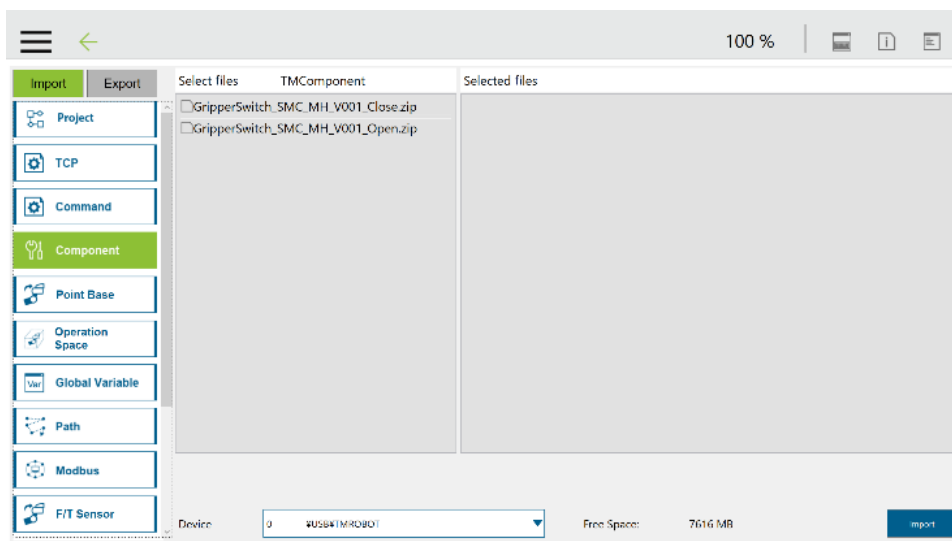 100 %
Import
Export
Select files
TMComponent
Selected files
GripperSwitch_SMC_MH_V001_Close.zip
GripperSwitch_SMC_MH_V001_Open.zip
Project
TCP
Command
Component
Point Base
Operation
Space
Var
Global Variable
Path
Modbus
F/T Sensor
Device
0
¥USB¥TMROBOT
Free Space:
7616 MB
Import